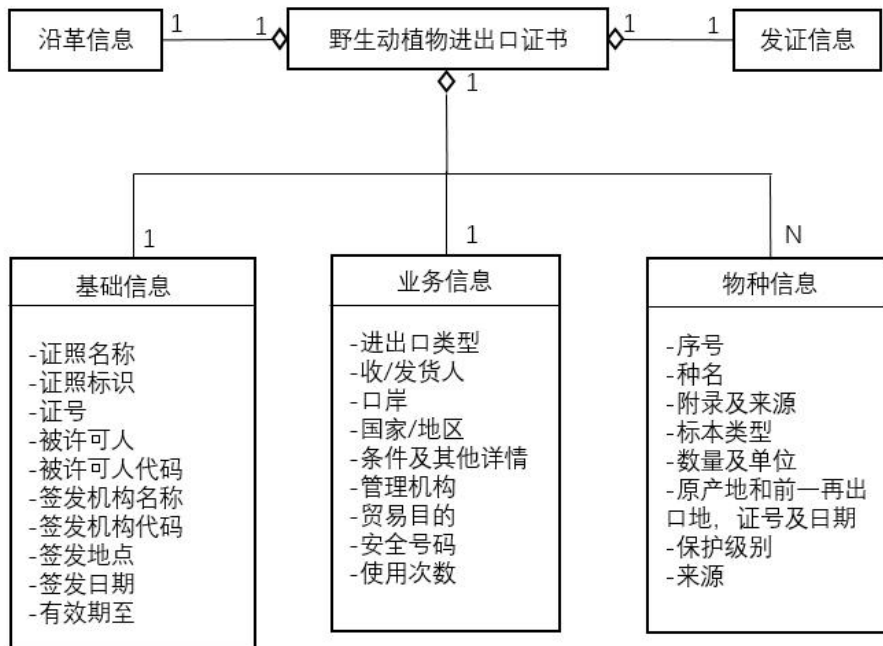 沿革信息
1
1
野生动植物进出口证书
1
1
发证信息
1
1
1
N
基础信息
-证照名称
-证照标识
-证号
-被许可人
-被许可人代码
-签发机构名称
-签发机构代码
-签发地点
-签发日期
-有效期至
业务信息
-进出口类型
-收/发货人
-口岸
-国家/地区
-条件及其他详情
-管理机构
-贸易目的
-安全号码
-使用次数
物种信息
-序号
-种名
-附录及来源
-标本类型
-数量及单位
-原产地和前一再出
口地，证号及日期
-保护级别
-来源